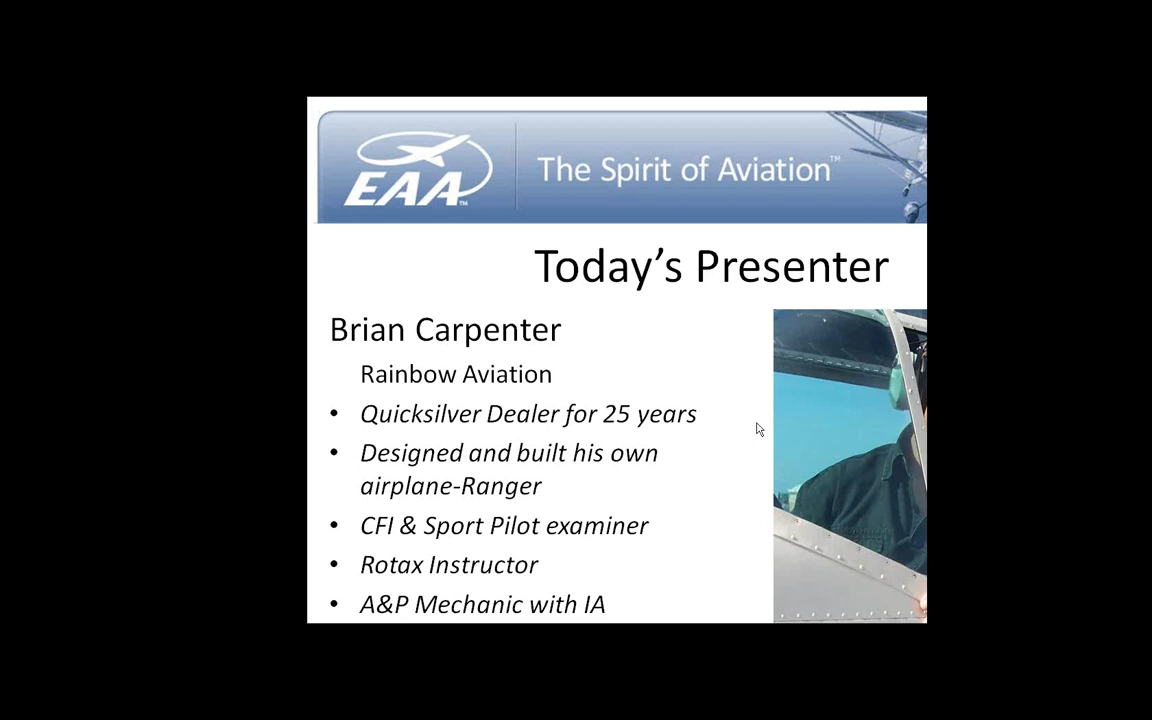 EAA™
The Spirit of Aviation™
Today's Presenter
Brian Carpenter
Rainbow Aviation
• Quicksilver Dealer for 25 years
• Designed and built his own
airplane-Ranger
• CFI & Sport Pilot examiner
• Rotax Instructor
• A&P Mechanic with IA